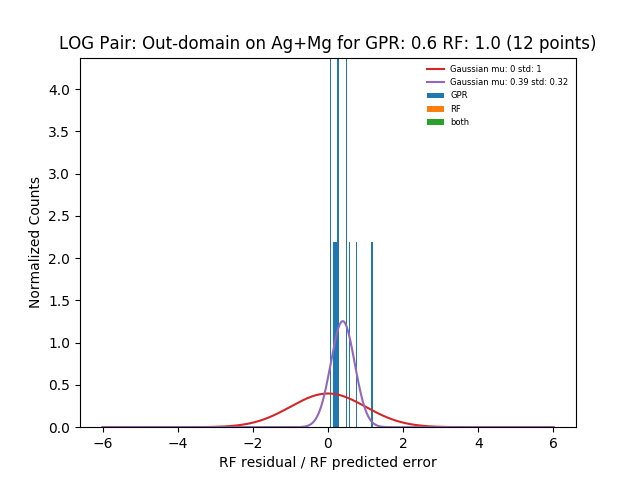 LOG Pair: Out-domain on Ag+Mg for GPR: 0.6 RF: 1.0 (12 points)
Gaussian mu: 0 std: 1
Gaussian mu: 0.39 std: 0.32
GPR
RF
both
Normalized Counts
4.0
3.5
3.0
2.5
2.0
1.5
1.0
0.5
0.0
−6 −4 −2 0 2 4 6
RF residual / RF predicted error